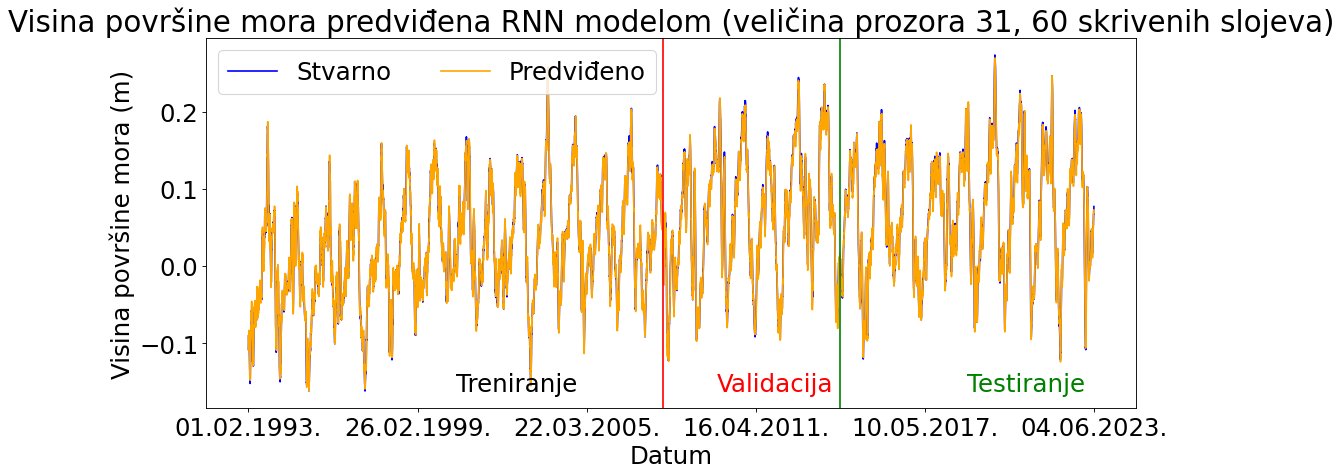 Visina površine mora predviđena RNN modelom (veličina prozora 31, 60 skrivenih slojeva)
Stvarno
Predviđeno
Visina površine mora (m)
0.2
0.1
0.0
−0.1
Treniranje
Validacija
Testiranje
01.02.1993.
26.02.1999.
22.03.2005.
16.04.2011.
10.05.2017.
04.06.2023.
Datum